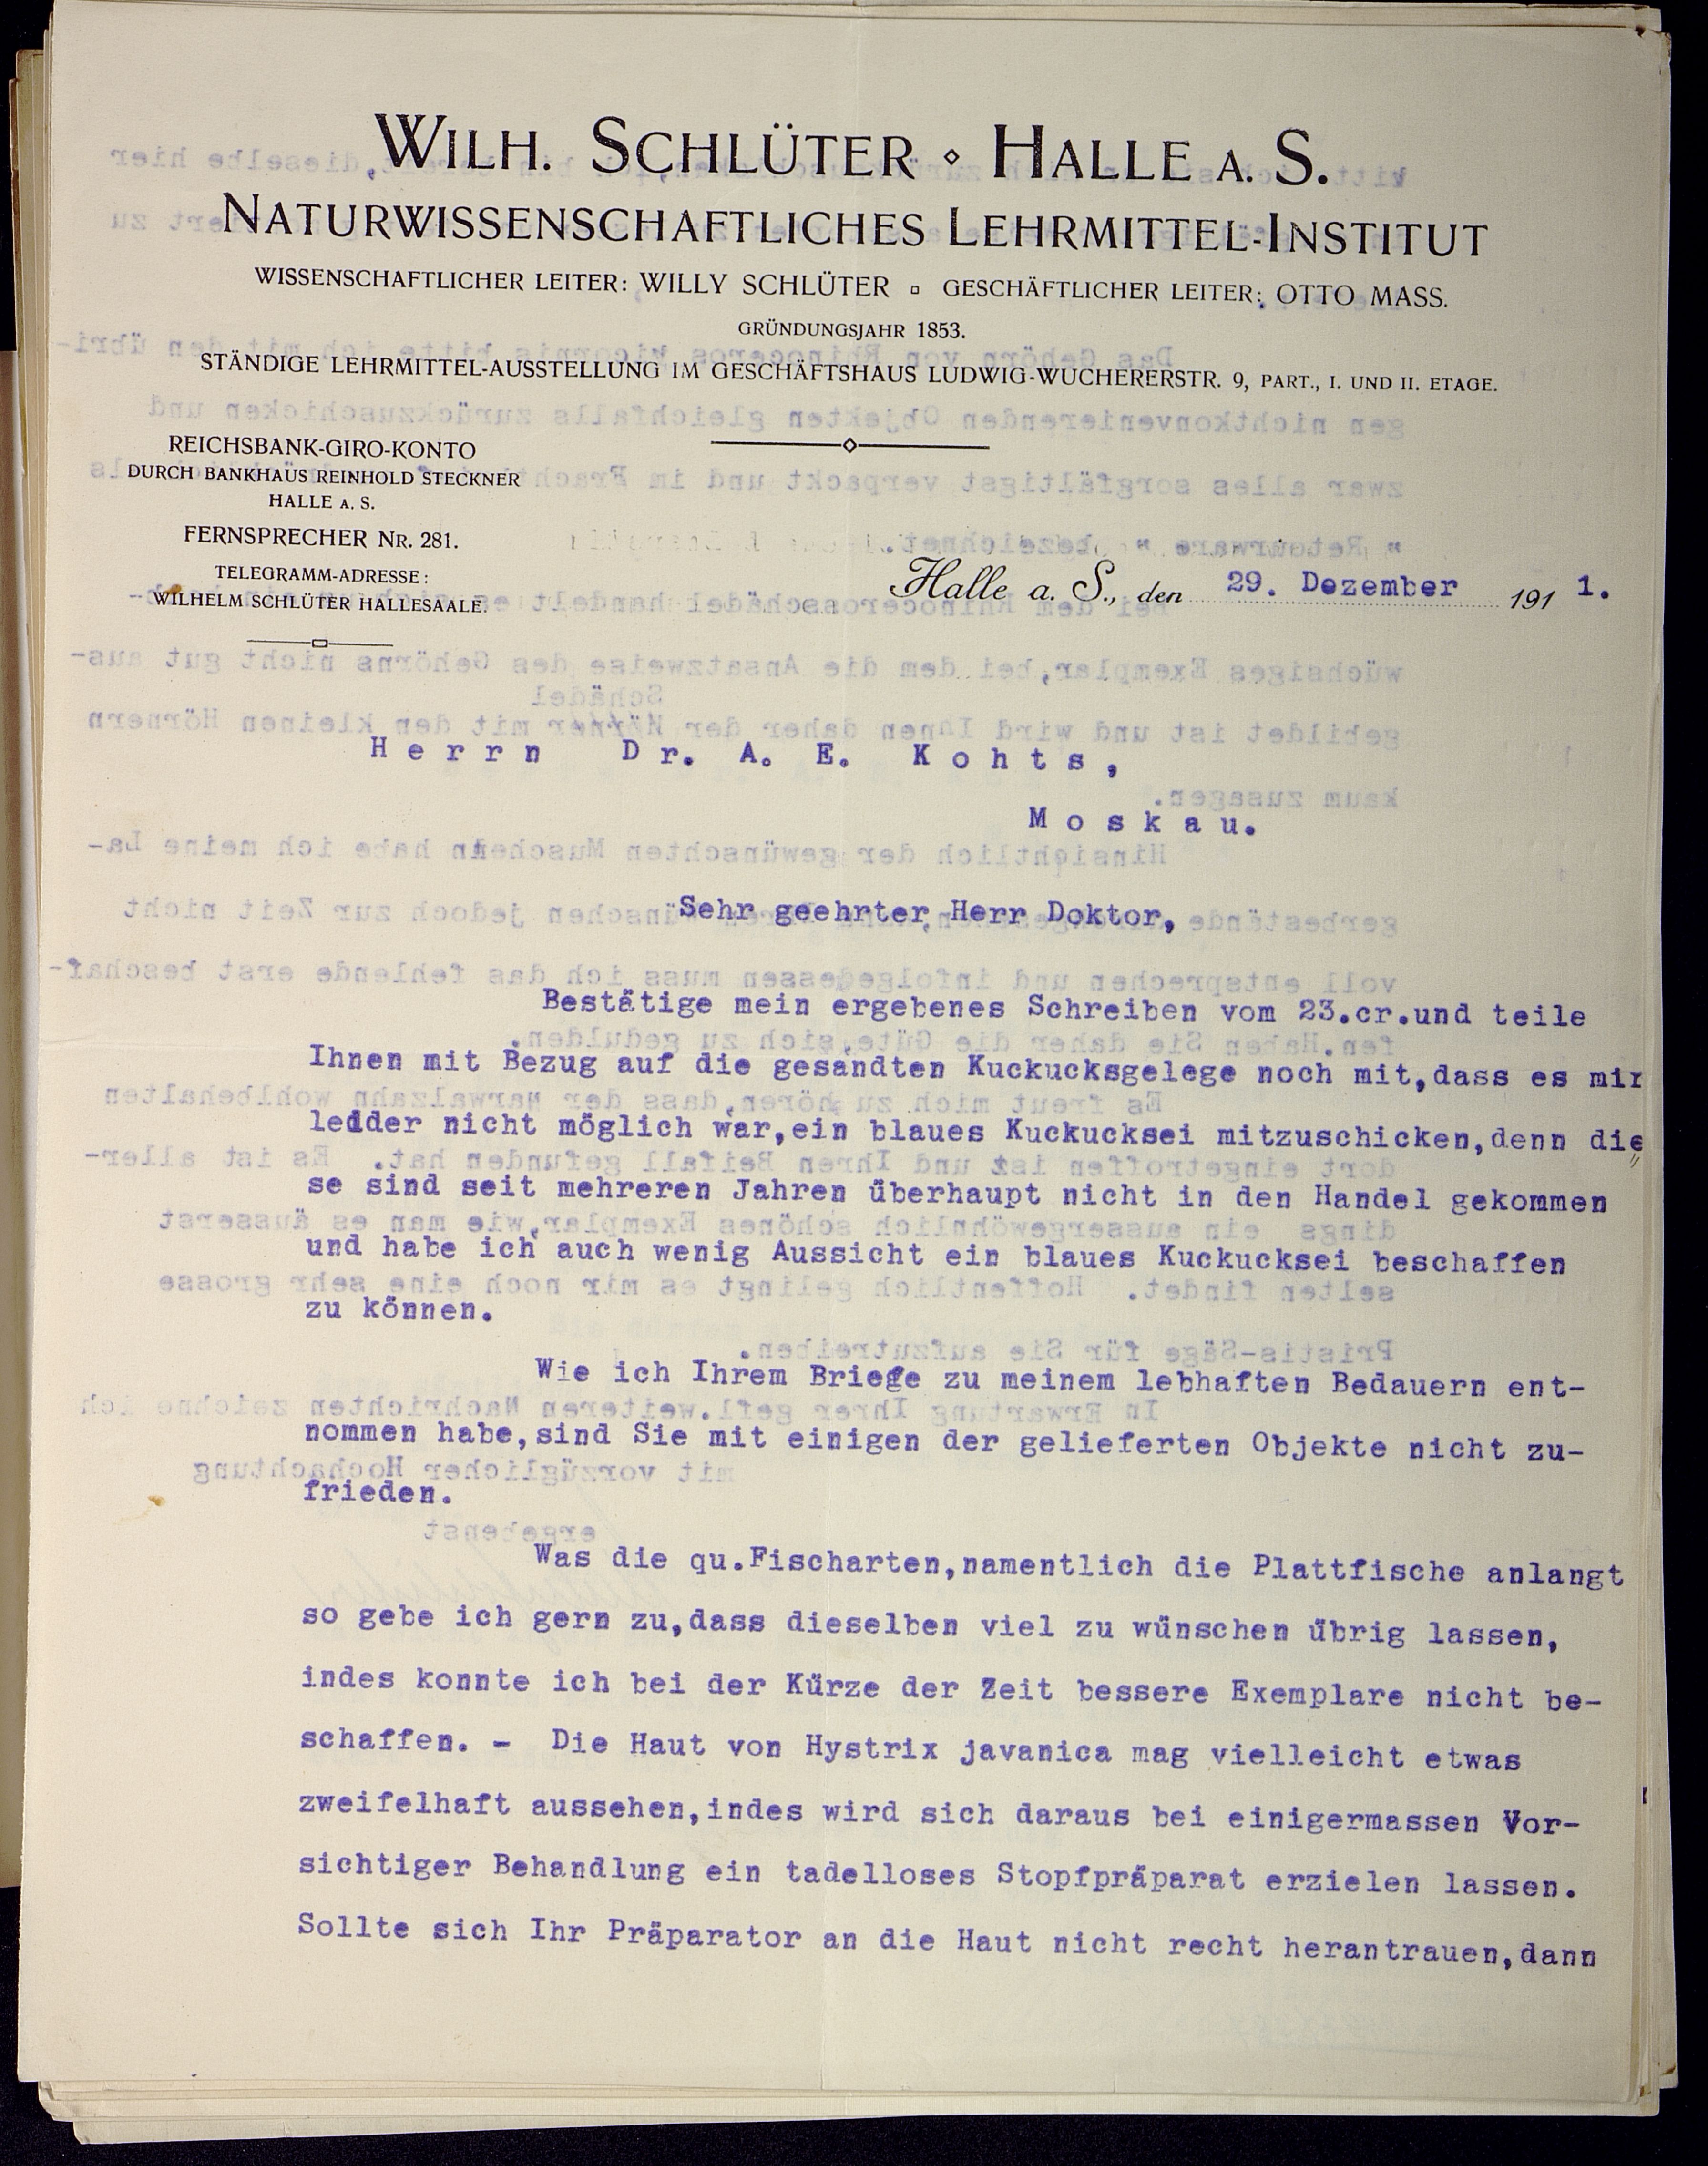 WILH. SCHLÜTER ⋄ HALLE A. S.
NATURWISSENSCHAFTLICHES LEHRMITTEL-INSTITUT
WISSENSCHAFTLICHER LEITER: WILLY SCHLÜTER ▫ GESCHÄFTLICHER LEITER: OTTO MASS.
GRÜNDUNGSJAHR 1853.
STÄNDIGE LEHRMITTEL-AUSSTELLUNG IM GESCHÄFTSHAUS LUDWIG-WUCHERERSTR. 9, PART., I. UND II. ETAGE.
REICHSBANK-GIRO-KONTO
DURCH BANKHAUS REINHOLD STECKNER
HALLE A. S.
FERNSPRECHER NR. 281.
TELEGRAMM-ADRESSE:
WILHELM SCHLÜTER HALLESAALE.
Halle a. S., den 29. Dezember 191 1.
Herrn Dr. A. E. Kohts,
Moskau.
Sehr geehrter Herr Doktor,
Bestätige mein ergebenes Schreiben vom 23.cr.und teile
Ihnen mit Bezug auf die gesandten Kuckucksgelege noch mit,dass es mir
ledder nicht möglich war,ein blaues Kuckucksei mitzuschicken,denn die
se sind seit mehreren Jahren überhaupt nicht in den Handel gekommen
und habe ich auch wenig Aussicht ein blaues Kuckucksei beschaffen
zu können.
Wie ich Ihrem Briefe zu meinem lebhaften Bedauern ent-
nommen habe,sind Sie mit einigen der gelieferten Objekte nicht zu-
frieden.
Was die qu.Fischarten,namentlich die Plattfische anlangt
so gebe ich gern zu,dass dieselben viel zu wünschen übrig lassen,
indes konnte ich bei der Kürze der Zeit bessere Exemplare nicht be-
schaffen. - Die Haut von Hystrix javanica mag vielleicht etwas
zweifelhaft aussehen,indes wird sich daraus bei einigermassen Vor-
sichtiger Behandlung ein tadelloses Stopfpräparat erzielen lassen.
Sollte sich Ihr Präparator an die Haut nicht recht herantrauen,dann